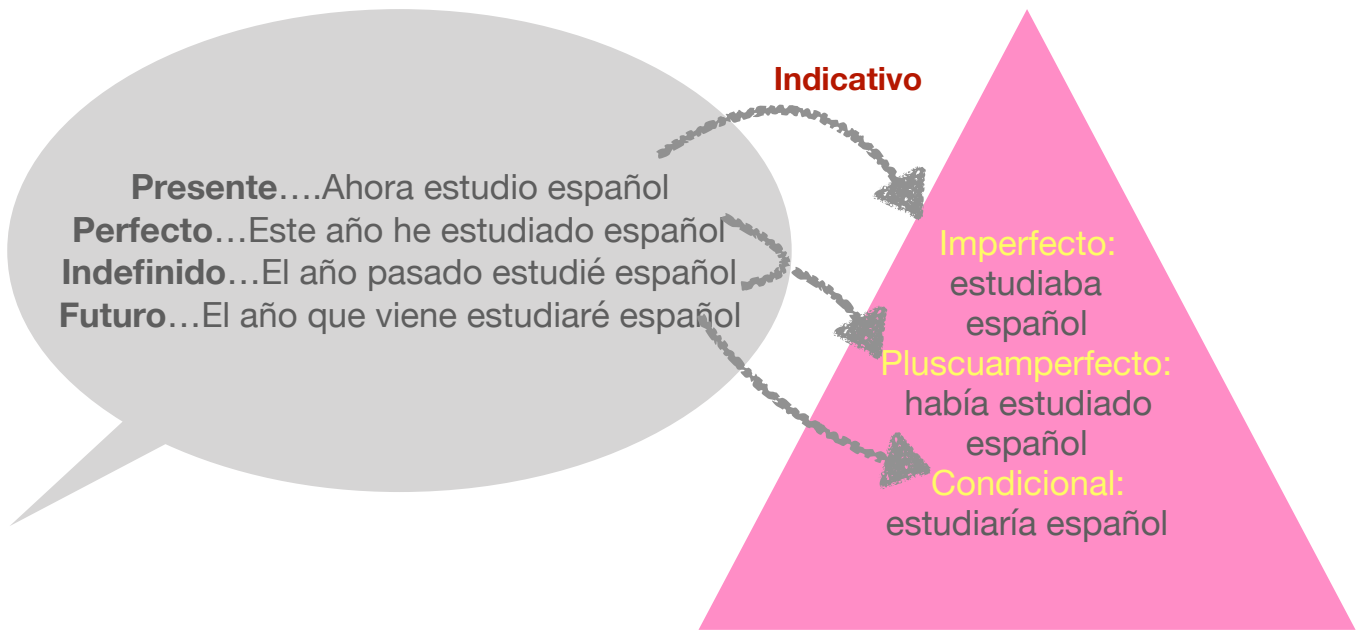 Indicativo
Presente….Ahora estudio español
Perfecto…Este año he estudiado español
Indefinido…El año pasado estudié español
Futuro…El año que viene estudiaré español
Imperfecto:
estudiaba
español
Pluscuamperfecto:
había estudiado
español
Condicional:
estudiaría español